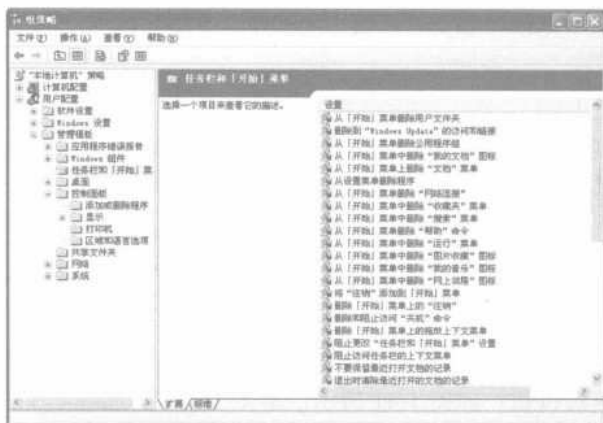 组策略
文件(F) 操作(A) 查看(V) 帮助(H)
“本地计算机”策略
计算机配置
用户配置
软件设置
Windows 设置
管理模板
应用程序错误报告
Windows 组件
任务栏和「开始」菜
桌面
控制面板
添加或删除程序
显示
打印机
区域和语言选项
共享文件夹
网络
系统
任务栏和「开始」菜单
选择一个项目来查看它的描述。
设置
从「开始」菜单删除用户文件夹
删除到“Windows Update”的访问和链接
从「开始」菜单删除公用程序组
从「开始」菜单中删除“我的文档”图标
从「开始」菜单上删除“文档”菜单
从设置菜单删除程序
从「开始」菜单删除“网络连接”
从「开始」菜单中删除“收藏夹”菜单
从「开始」菜单中删除“搜索”菜单
从「开始」菜单删除“帮助”命令
从「开始」菜单中删除“运行”菜单
从「开始」菜单中删除“图片收藏”图标
从「开始」菜单中删除“我的音乐”图标
从「开始」菜单中删除“网上邻居”图标
将“注销”添加到「开始」菜单
删除「开始」菜单上的“注销”
删除和阻止访问“关机”命令
删除「开始」菜单上的拖放上下文菜单
阻止更改“任务栏和「开始」菜单”设置
阻止访问任务栏的上下文菜单
不要保留最近打开文档的记录
退出时清除最近打开的文档的记录
扩展 标准